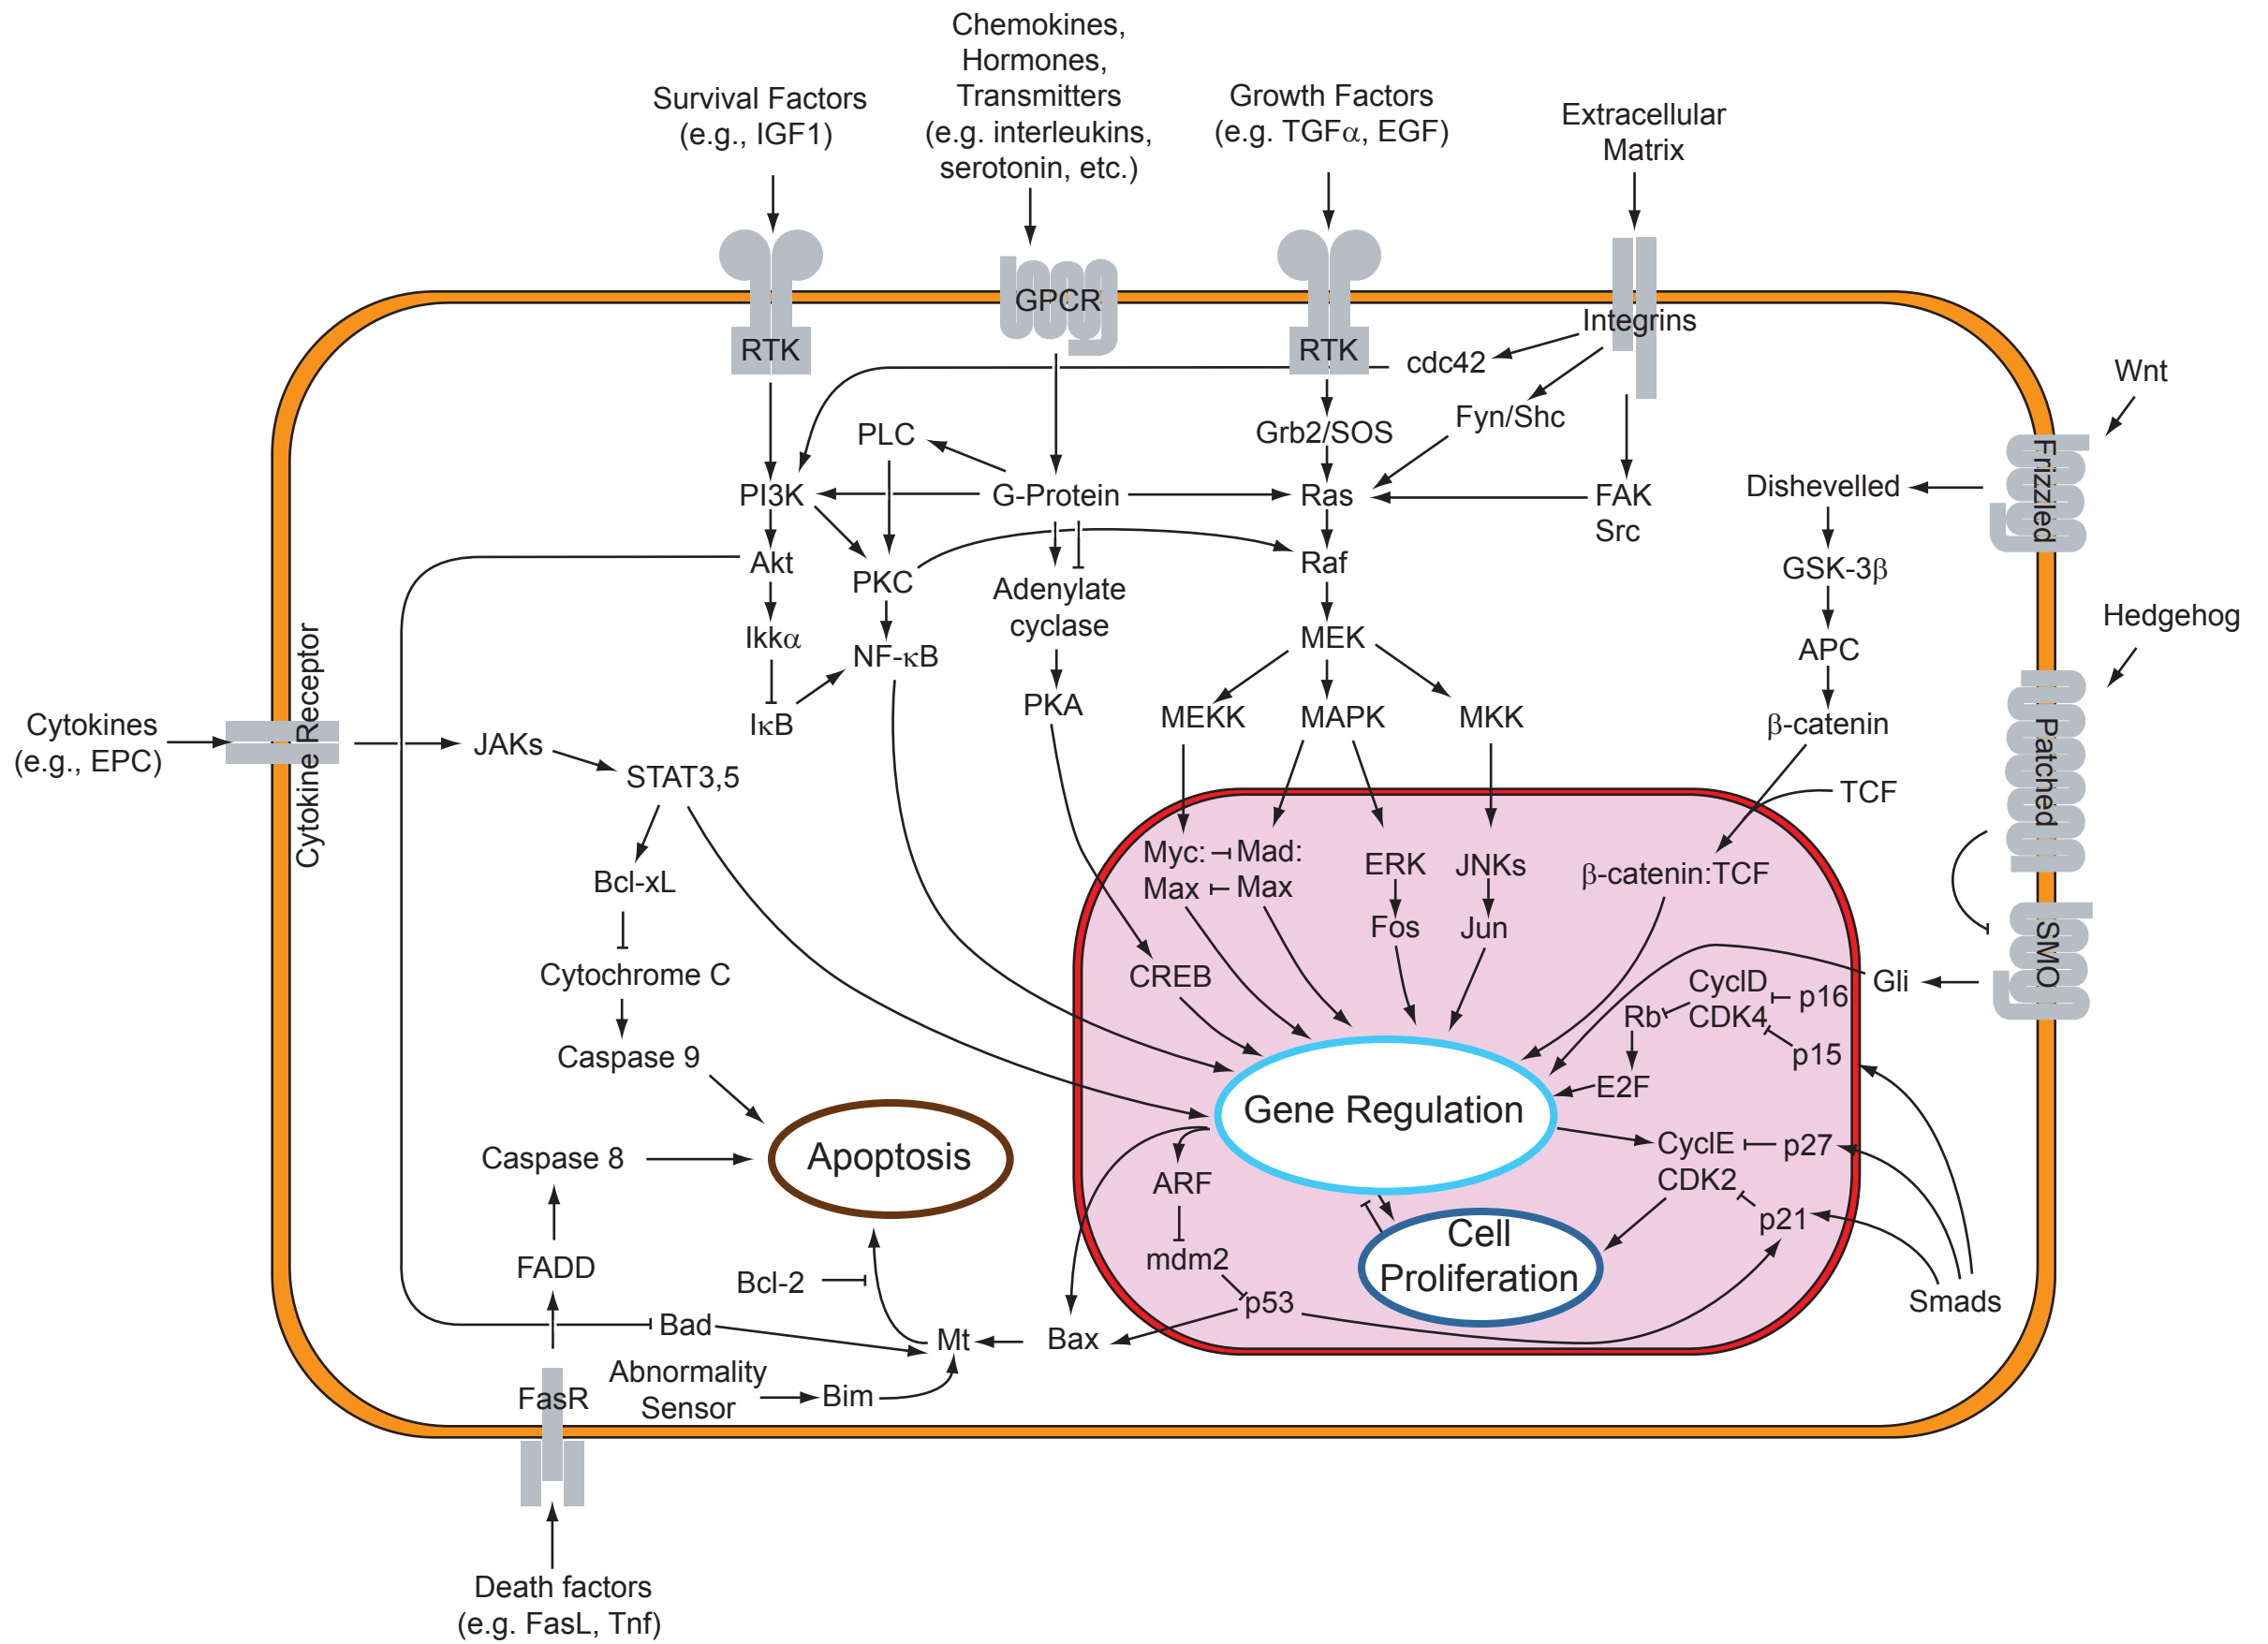 Chemokines,
Hormones,
Transmitters
(e.g. interleukins,
serotonin, etc.)
Survival Factors
(e.g., IGF1)
Growth Factors
(e.g. TGFα, EGF)
Extracellular
Matrix
GPCR
Integrins
RTK
RTK
cdc42
Wnt
Fyn/Shc
PLC
Grb2/SOS
Frizzled
Dishevelled
PI3K
G-Protein
Ras
FAK
Src
Akt
Raf
GSK-3β
PKC
Adenylate
cyclase
Hedgehog
Ikkα
MEK
APC
NF-κB
PKA
MEKK
MAPK
MKK
IκB
β-catenin
Cytokines
(e.g., EPC)
Cytokine Receptor
JAKs
STAT3,5
Patched
TCF
Myc:
Mad:
Max
Max
ERK
JNKs
β-catenin:TCF
Bcl-xL
Fos
Jun
SMO
Cytochrome C
CREB
CyclD
CDK4
p16
Gli
Rb
p15
Caspase 9
E2F
Gene Regulation
Caspase 8
Apoptosis
CyclE
CDK2
p27
ARF
p21
Cell
Proliferation
mdm2
FADD
Bcl-2
p53
Smads
Bad
Mt
Bax
Abnormality
Sensor
Bim
FasR
Death factors
(e.g. FasL, Tnf)